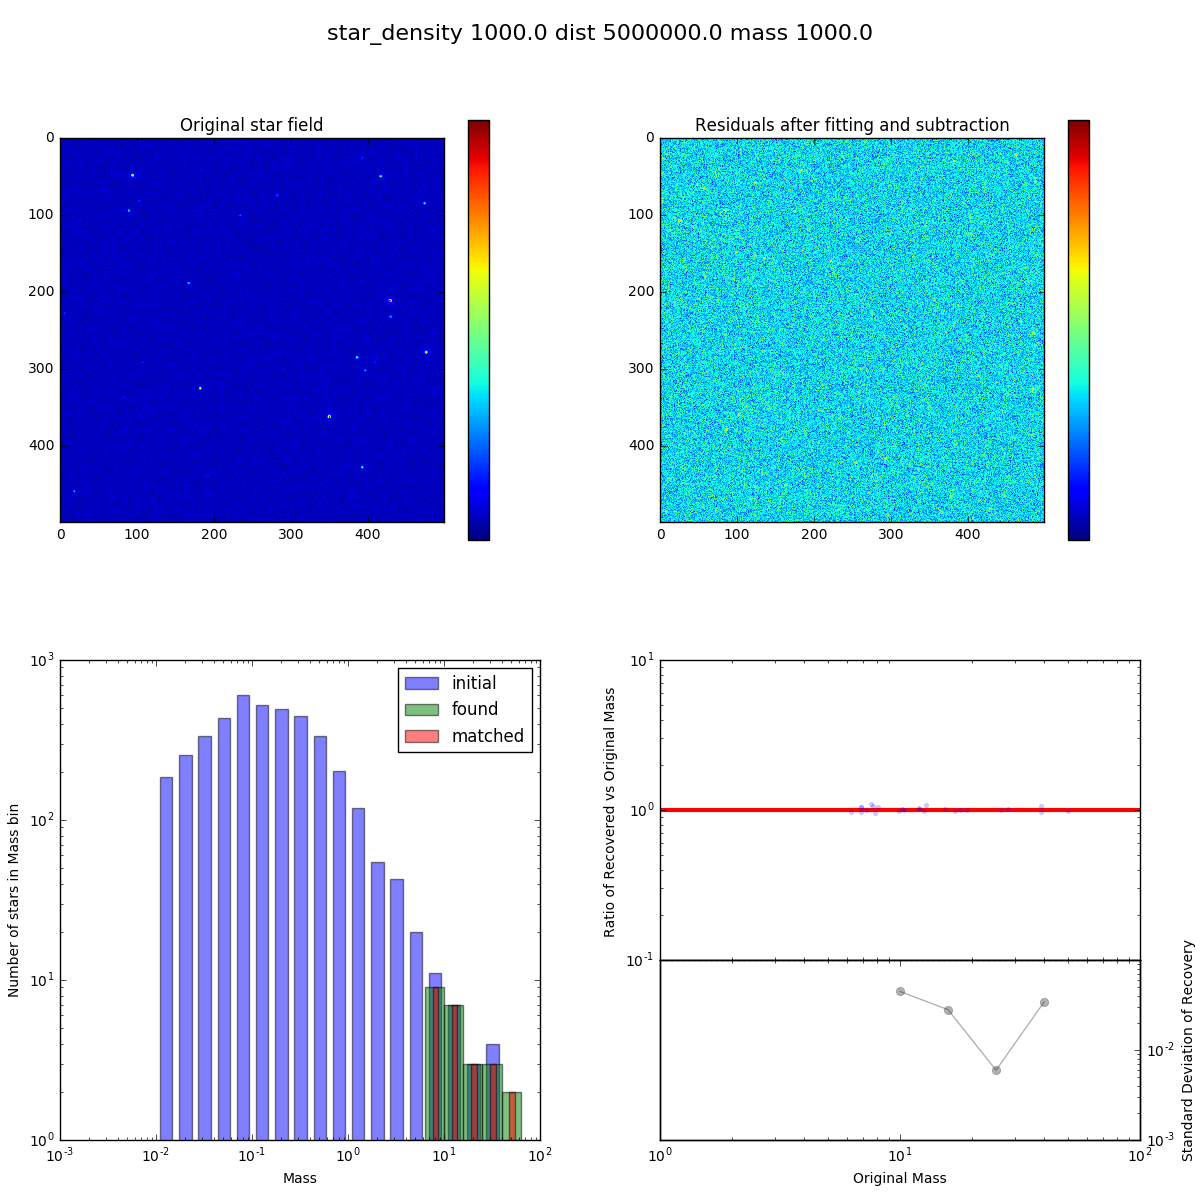 star_density 1000.0 dist 5000000.0 mass 1000.0
Original star field
0
100
200
300
400
0 100 200 300 400
Residuals after fitting and subtraction
0
100
200
300
400
0 100 200 300 400
Number of stars in Mass bin
10³
10²
10¹
10⁰
initial
found
matched
10⁻³ 10⁻² 10⁻¹ 10⁰ 10¹ 10²
Mass
Ratio of Recovered vs Original Mass
10¹
10⁰
10⁻¹
10⁻²
10⁻³
Standard Deviation of Recovery
10⁰ 10¹ 10²
Original Mass